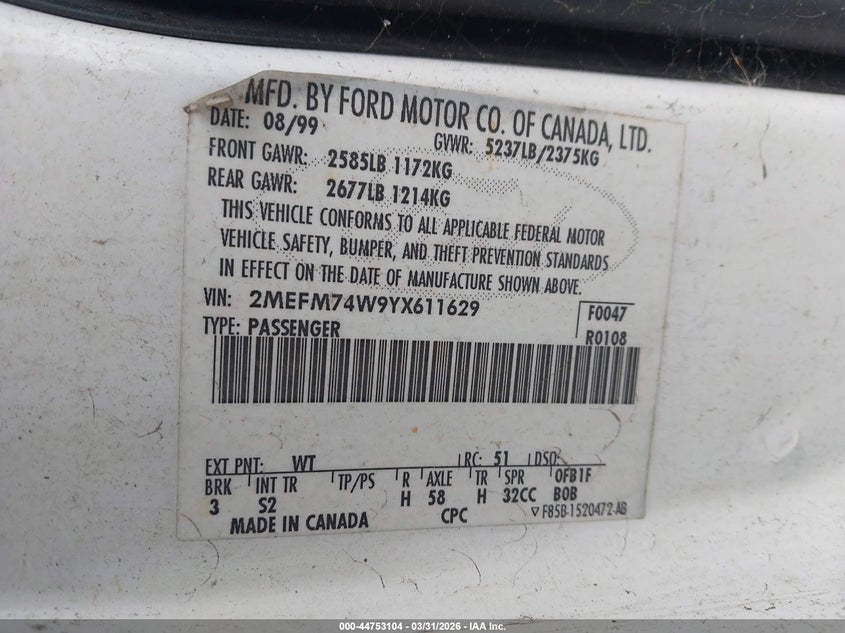 MFD. BY FORD MOTOR CO. OF CANADA, LTD.
DATE: 08/99 GVWR: 5237LB/2375KG
FRONT GAWR: 2585LB 1172KG
REAR GAWR: 2677LB 1214KG
THIS VEHICLE CONFORMS TO ALL APPLICABLE FEDERAL MOTOR
VEHICLE SAFETY, BUMPER, AND THEFT PREVENTION STANDARDS
IN EFFECT ON THE DATE OF MANUFACTURE SHOWN ABOVE.
VIN: 2MEFM74W9YX611629 F0047
TYPE: PASSENGER R0108
EXT PNT: WT RC: 51 DSO:
BRK INT TR TP/PS R AXLE TR SPR OFB1F
3 S2 H 58 H 32CC BOB
MADE IN CANADA CPC ▽F85B-1520472-AB
000-44753104 - 03/31/2026 - IAA Inc.